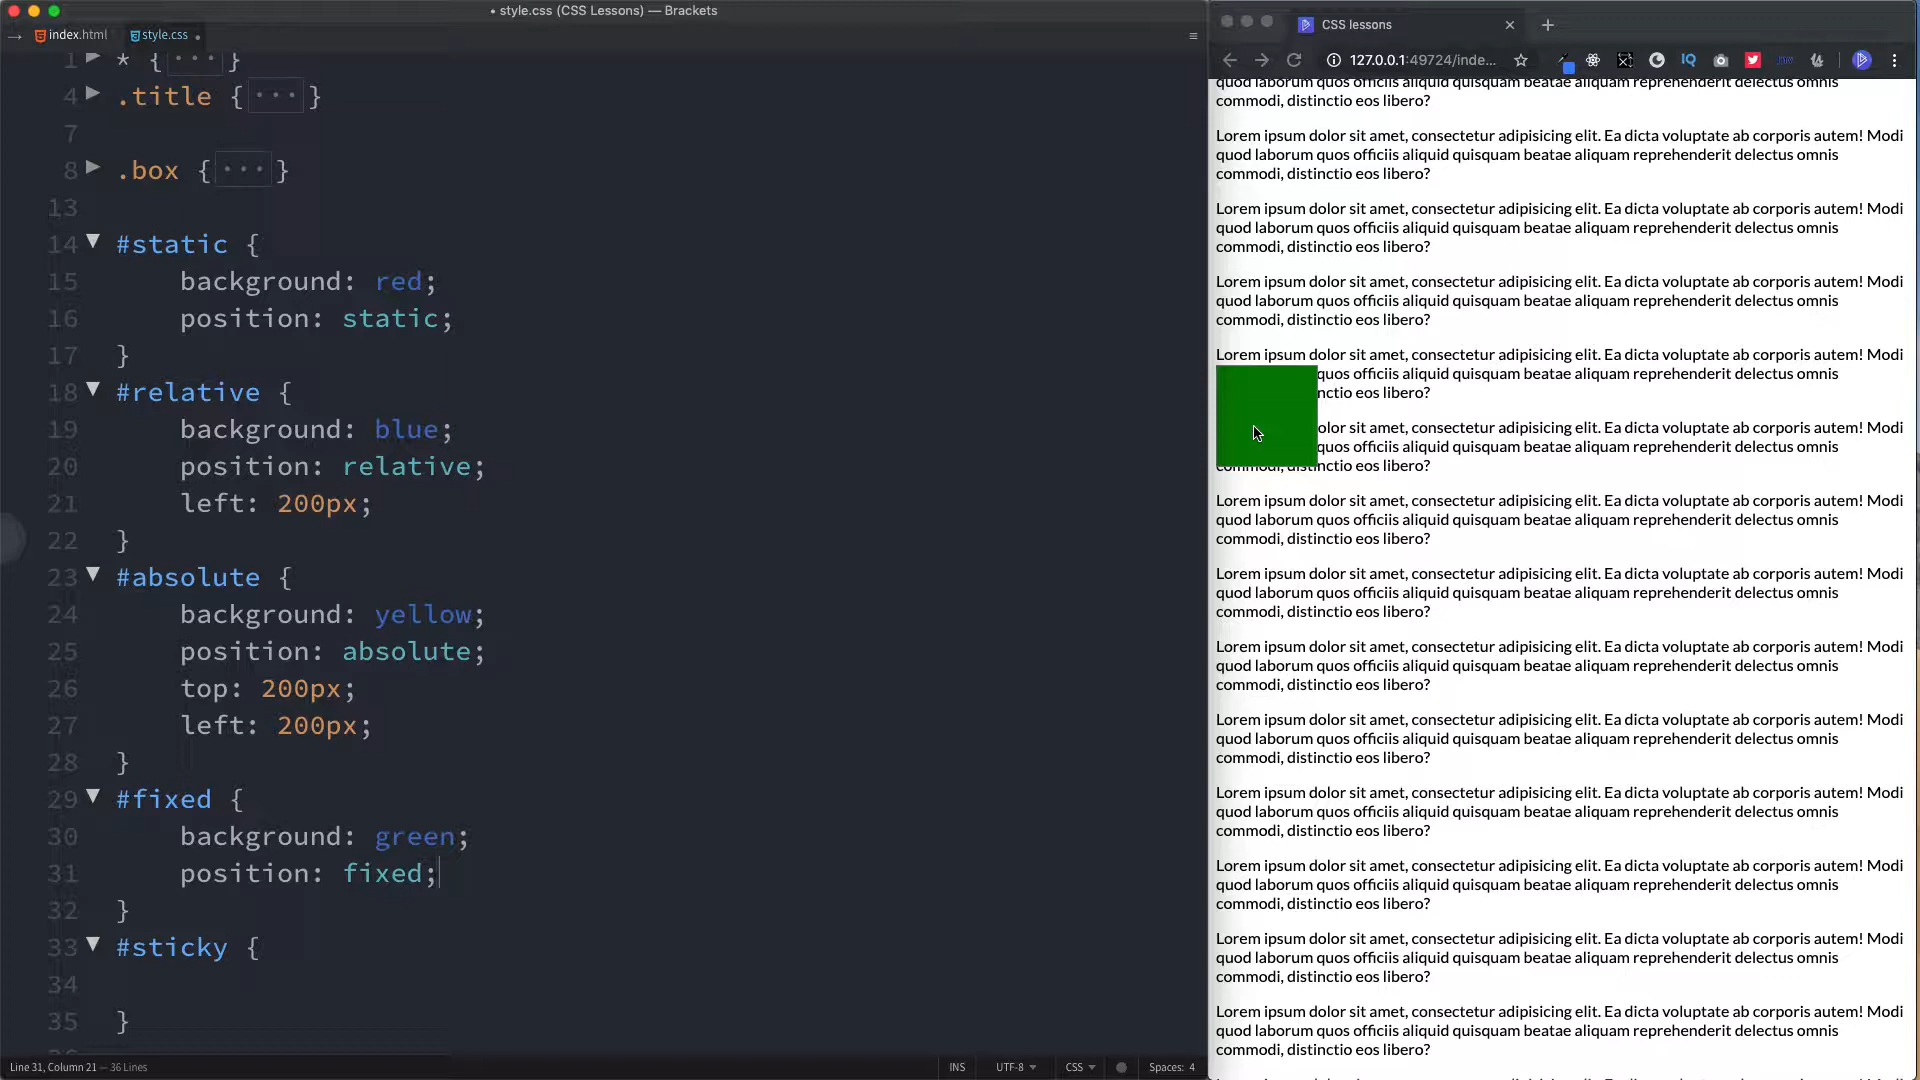 • style.css (CSS Lessons) — Brackets
index.html
style.css •
1 * {···}
4 .title {···}
7
8 .box {···}
13
14 #static {
15 background: red;
16 position: static;
17 }
18 #relative {
19 background: blue;
20 position: relative;
21 left: 200px;
22 }
23 #absolute {
24 background: yellow;
25 position: absolute;
26 top: 200px;
27 left: 200px;
28 }
29 #fixed {
30 background: green;
31 position: fixed;
32 }
33 #sticky {
34
35 }
Line 31, Column 21 — 36 Lines
INS
UTF-8
CSS
Spaces: 4
CSS lessons
127.0.0.1:49724/inde...
IQ
quod laborum quos officiis aliquid quisquam beatae aliquam reprehenderit delectus omnis
commodi, distinctio eos libero?
Lorem ipsum dolor sit amet, consectetur adipisicing elit. Ea dicta voluptate ab corporis autem! Modi
quod laborum quos officiis aliquid quisquam beatae aliquam reprehenderit delectus omnis
commodi, distinctio eos libero?
Lorem ipsum dolor sit amet, consectetur adipisicing elit. Ea dicta voluptate ab corporis autem! Modi
quod laborum quos officiis aliquid quisquam beatae aliquam reprehenderit delectus omnis
commodi, distinctio eos libero?
Lorem ipsum dolor sit amet, consectetur adipisicing elit. Ea dicta voluptate ab corporis autem! Modi
quod laborum quos officiis aliquid quisquam beatae aliquam reprehenderit delectus omnis
commodi, distinctio eos libero?
Lorem ipsum dolor sit amet, consectetur adipisicing elit. Ea dicta voluptate ab corporis autem! Modi
quos officiis aliquid quisquam beatae aliquam reprehenderit delectus omnis
nctio eos libero?
olor sit amet, consectetur adipisicing elit. Ea dicta voluptate ab corporis autem! Modi
quos officiis aliquid quisquam beatae aliquam reprehenderit delectus omnis
commodi, distinctio eos libero?
Lorem ipsum dolor sit amet, consectetur adipisicing elit. Ea dicta voluptate ab corporis autem! Modi
quod laborum quos officiis aliquid quisquam beatae aliquam reprehenderit delectus omnis
commodi, distinctio eos libero?
Lorem ipsum dolor sit amet, consectetur adipisicing elit. Ea dicta voluptate ab corporis autem! Modi
quod laborum quos officiis aliquid quisquam beatae aliquam reprehenderit delectus omnis
commodi, distinctio eos libero?
Lorem ipsum dolor sit amet, consectetur adipisicing elit. Ea dicta voluptate ab corporis autem! Modi
quod laborum quos officiis aliquid quisquam beatae aliquam reprehenderit delectus omnis
commodi, distinctio eos libero?
Lorem ipsum dolor sit amet, consectetur adipisicing elit. Ea dicta voluptate ab corporis autem! Modi
quod laborum quos officiis aliquid quisquam beatae aliquam reprehenderit delectus omnis
commodi, distinctio eos libero?
Lorem ipsum dolor sit amet, consectetur adipisicing elit. Ea dicta voluptate ab corporis autem! Modi
quod laborum quos officiis aliquid quisquam beatae aliquam reprehenderit delectus omnis
commodi, distinctio eos libero?
Lorem ipsum dolor sit amet, consectetur adipisicing elit. Ea dicta voluptate ab corporis autem! Modi
quod laborum quos officiis aliquid quisquam beatae aliquam reprehenderit delectus omnis
commodi, distinctio eos libero?
Lorem ipsum dolor sit amet, consectetur adipisicing elit. Ea dicta voluptate ab corporis autem! Modi
quod laborum quos officiis aliquid quisquam beatae aliquam reprehenderit delectus omnis
commodi, distinctio eos libero?
Lorem ipsum dolor sit amet, consectetur adipisicing elit. Ea dicta voluptate ab corporis autem! Modi
quod laborum quos officiis aliquid quisquam beatae aliquam reprehenderit delectus omnis
commodi, distinctio eos libero?